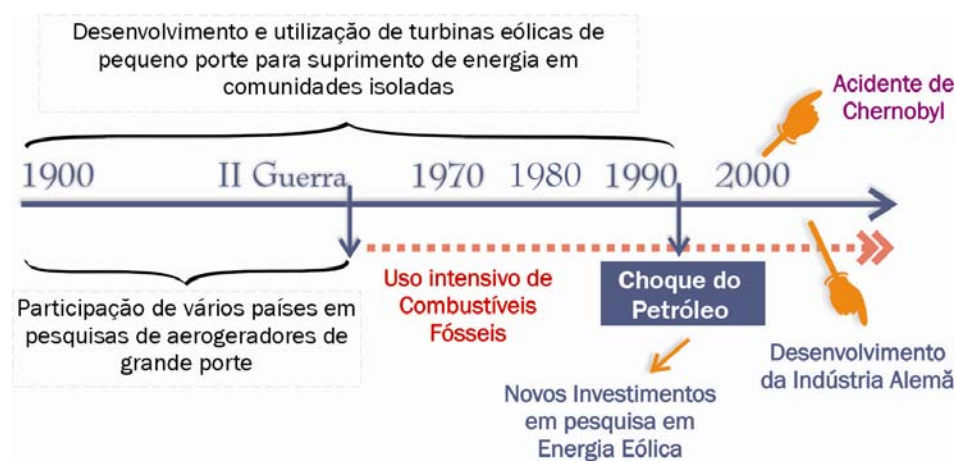 Desenvolvimento e utilização de turbinas eólicas de
pequeno porte para suprimento de energia em
comunidades isoladas
Acidente de
Chernobyl
1900 II Guerra 1970 1980 1990 2000
Participação de vários países em
pesquisas de aerogeradores de
grande porte
Uso intensivo de
Combustíveis
Fósseis
Choque do
Petróleo
Novos Investimentos
em pesquisa em
Energia Eólica
Desenvolvimento
da Indústria Alemã